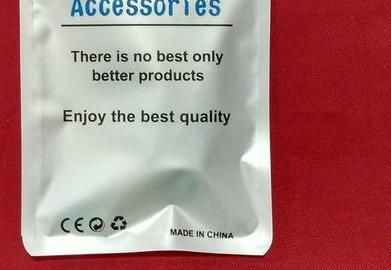 Accessories
There is no best only
better products
Enjoy the best quality
CE
MADE IN CHINA